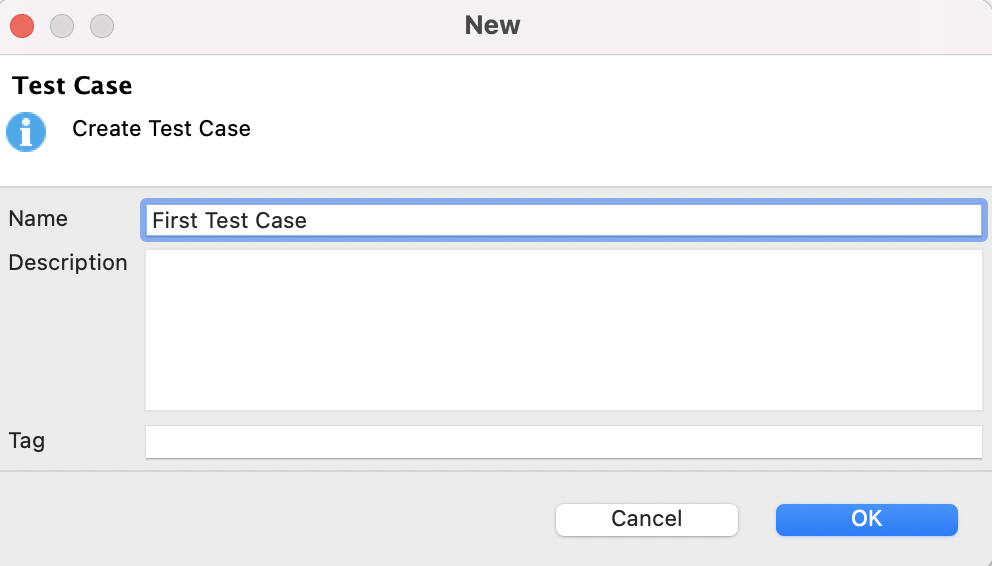 New
Test Case
Create Test Case
Name
First Test Case
Description
Tag
Cancel
OK